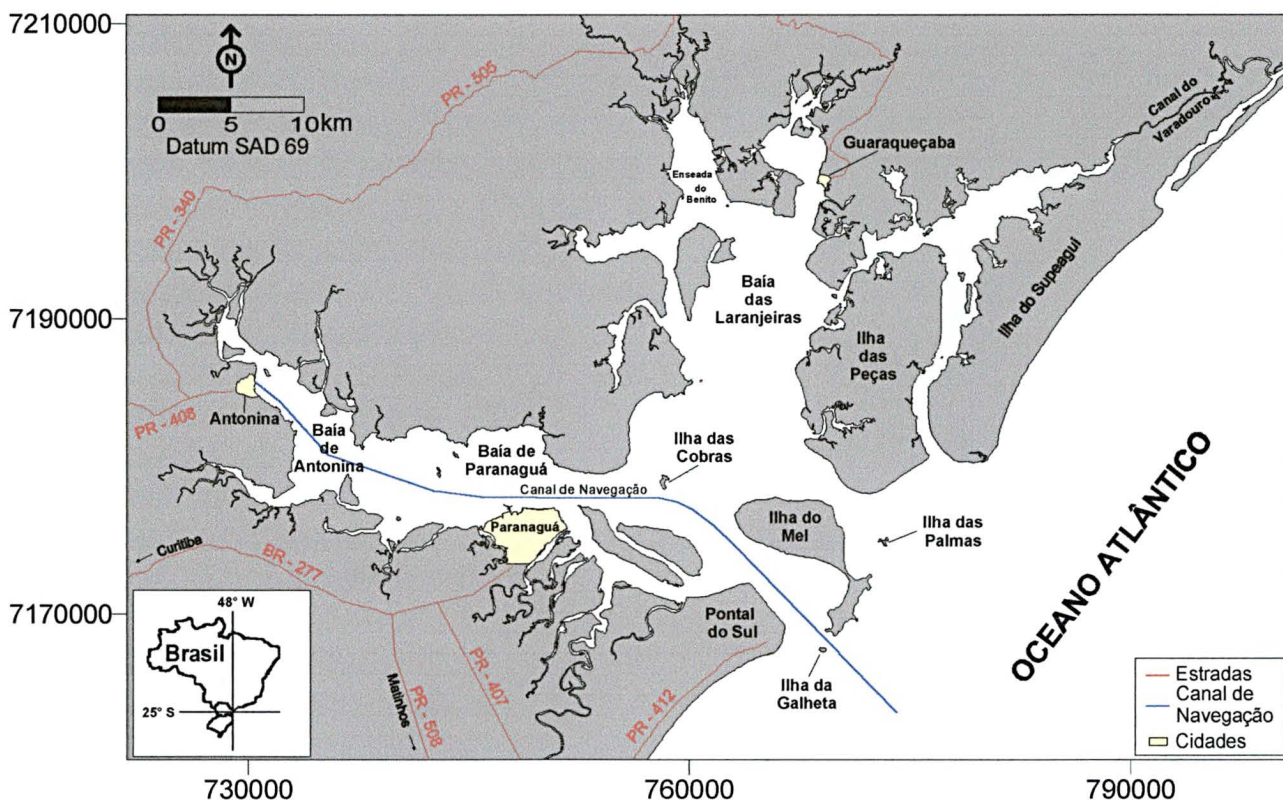 7210000
N
0 5 10km
Datum SAD 69
PR - 505
PR - 340
Enseada
do
Benito
Guaraqueçaba
Canal do
Varadouro
7190000
Baía
das
Laranjeiras
Ilha
das
Peças
Ilha do Superagui
Antonina
PR - 408
Baía
de
Antonina
Baía de
Paranaguá
Ilha das
Cobras
Canal de Navegação
Paranaguá
Ilha do
Mel
Ilha das
Palmas
OCEANO ATLÂNTICO
Curitiba
BR - 277
7170000
Pontal
do Sul
Ilha da
Galheta
48° W
Brasil
25° S
Matinhos
PR - 508
PR - 407
PR - 412
Estradas
Canal de
Navegação
Cidades
730000
760000
790000